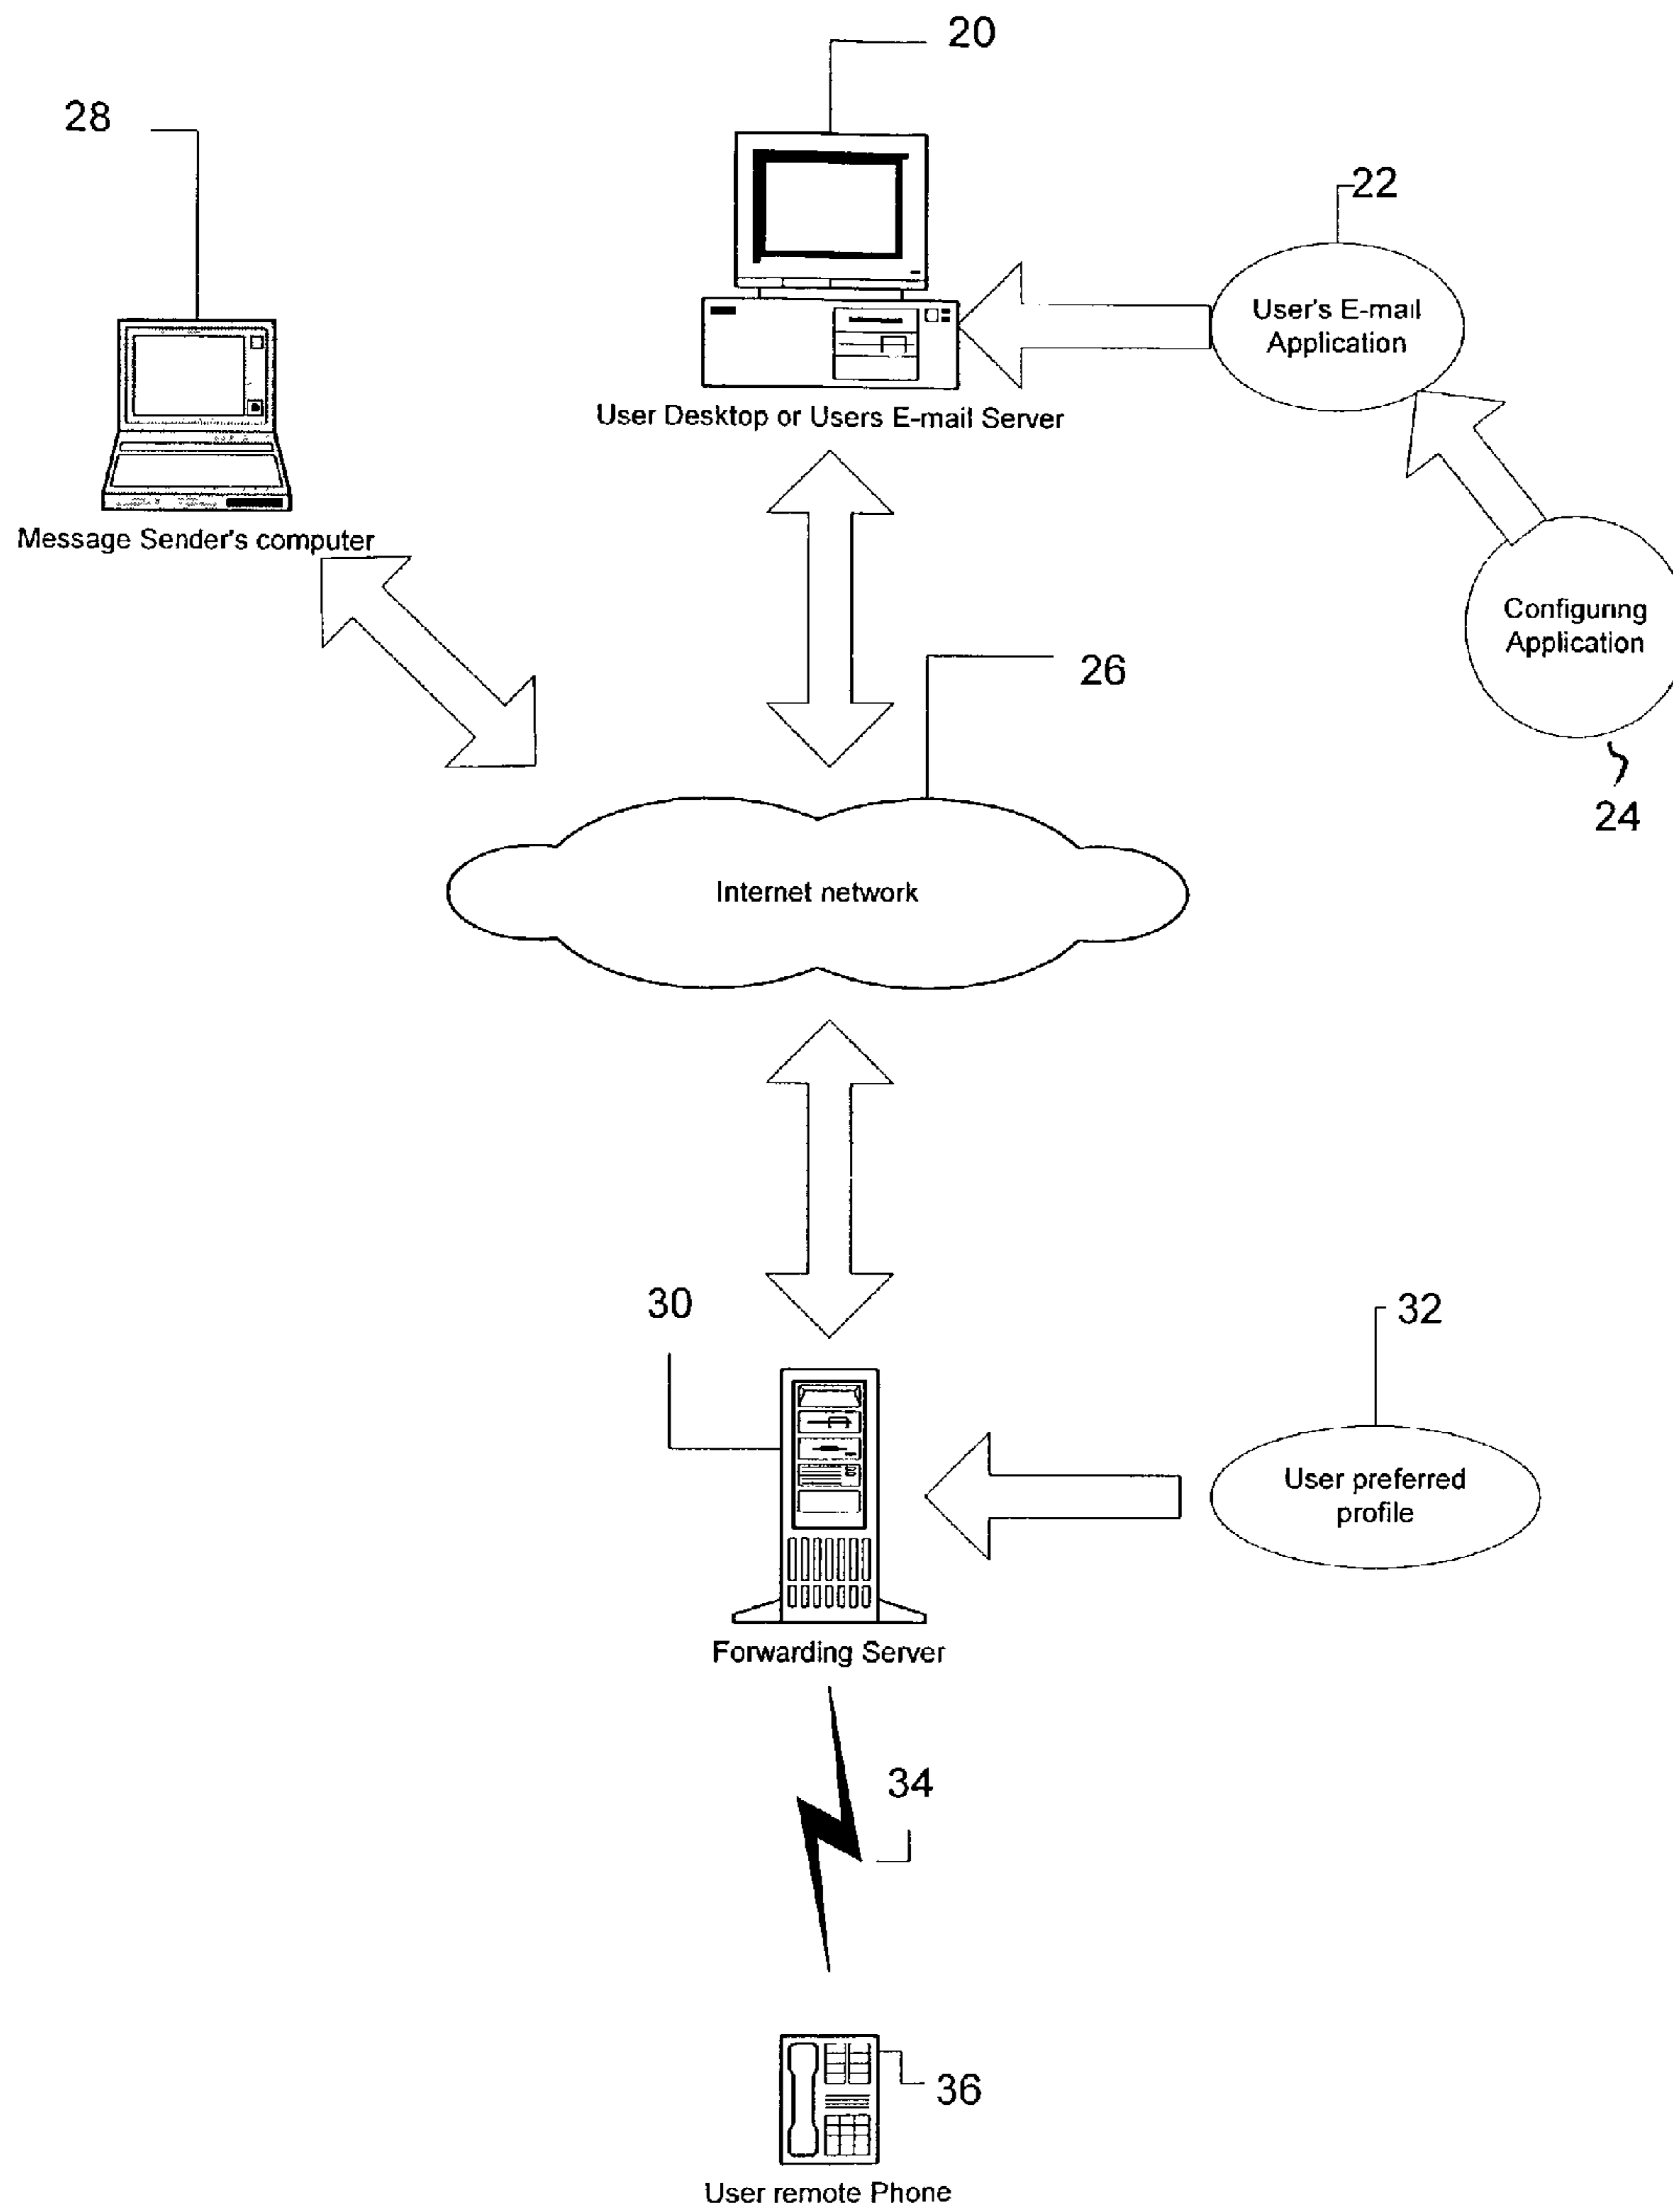 20
28
22
User's E-mail
Application
User Desktop or Users E-mail Server
Message Sender's computer
Configuring
Application
26
24
Internet network
30
32
User preferred
profile
Forwarding Server
34
36
User remote Phone